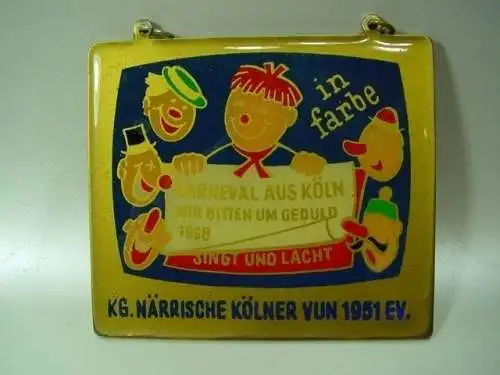 in
farbe
KARNEVAL AUS KÖLN
WIR BITTEN UM GEDULD
1968
SINGT UND LACHT
KG. NÄRRISCHE KÖLNER VUN 1951 EV.